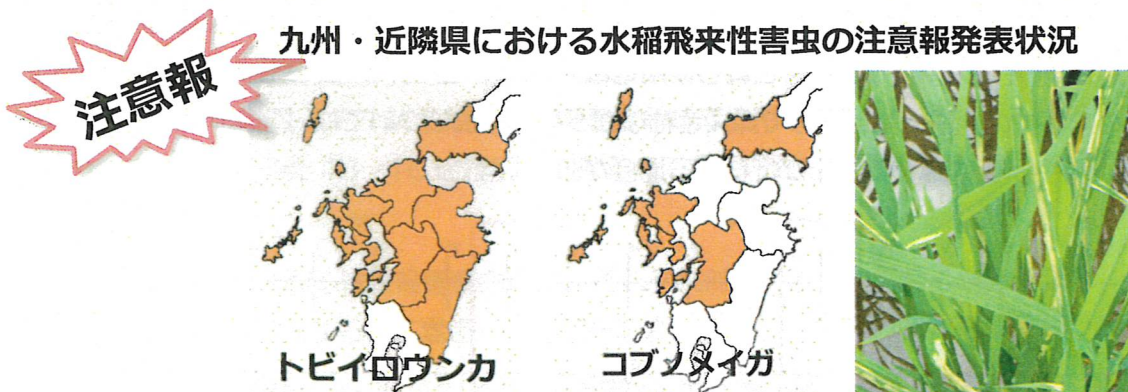 注意報
九州・近隣県における水稲飛来性害虫の注意報発表状況
トビイロウンカ
コブノメイガ